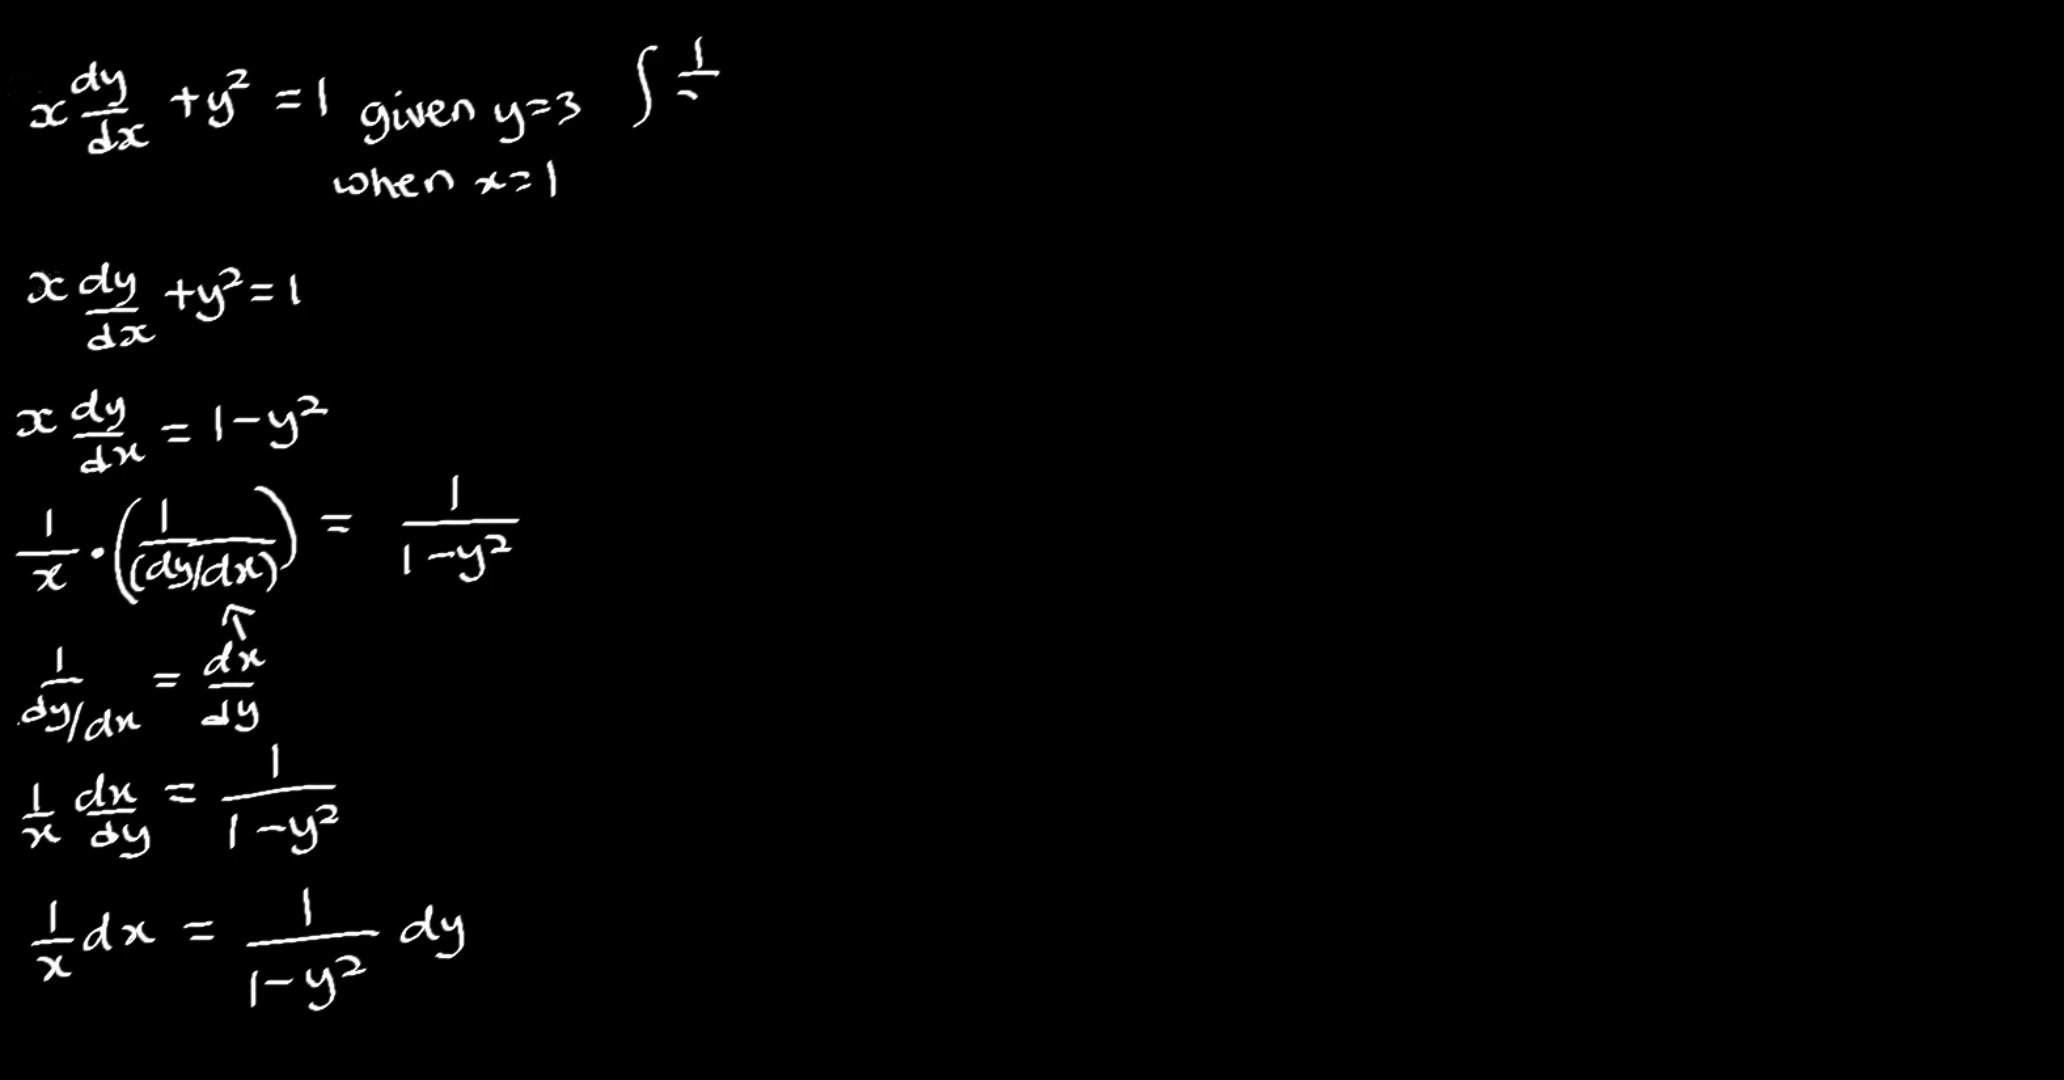 x dy/dx + y² = 1 given y=3 ∫ 1/
when x=1
x dy/dx + y² = 1
x dy/dx = 1 - y²
1/x · (1/(dy/dx)) = 1/(1-y²)
↑
1/(dy/dx) = dx/dy
1/x dx/dy = 1/(1-y²)
1/x dx = 1/(1-y²) dy